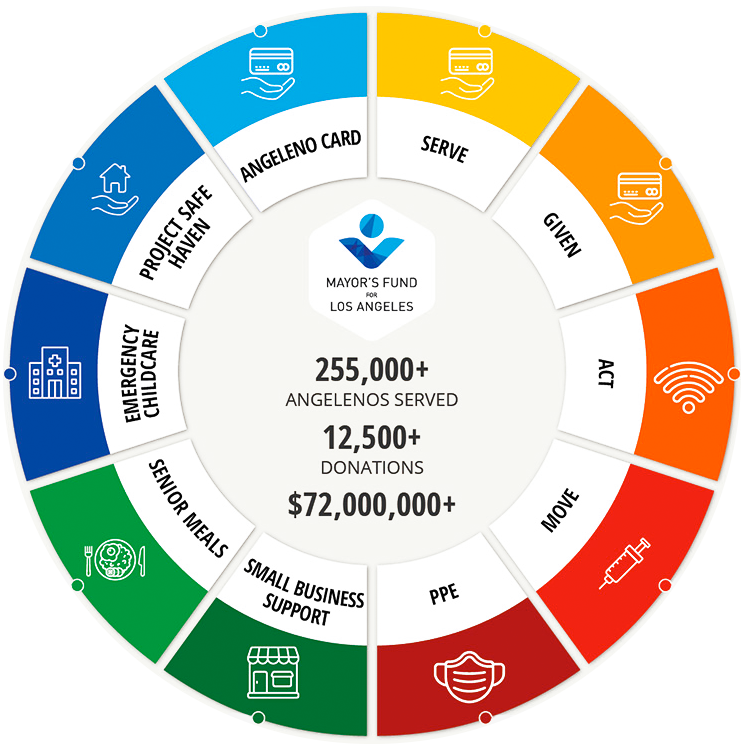 ANGELENO CARD
SERVE
GIVEN
ACT
MOVE
PPE
SMALL BUSINESS
SUPPORT
SENIOR MEALS
EMERGENCY
CHILDCARE
PROJECT SAFE
HAVEN
MAYOR'S FUND
FOR
LOS ANGELES
255,000+
ANGELENOS SERVED
12,500+
DONATIONS
$72,000,000+